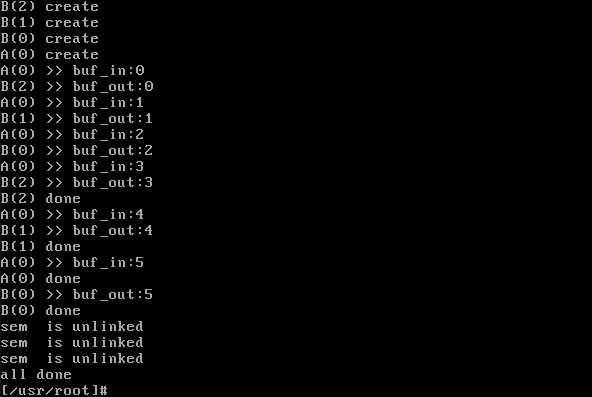 B(2) create
B(1) create
B(0) create
A(0) create
A(0) >> buf_in:0
B(2) >> buf_out:0
A(0) >> buf_in:1
B(1) >> buf_out:1
A(0) >> buf_in:2
B(0) >> buf_out:2
A(0) >> buf_in:3
B(2) >> buf_out:3
B(2) done
A(0) >> buf_in:4
B(1) >> buf_out:4
B(1) done
A(0) >> buf_in:5
A(0) done
B(0) >> buf_out:5
B(0) done
sem  is unlinked
sem  is unlinked
sem  is unlinked
all done
[/usr/root]#